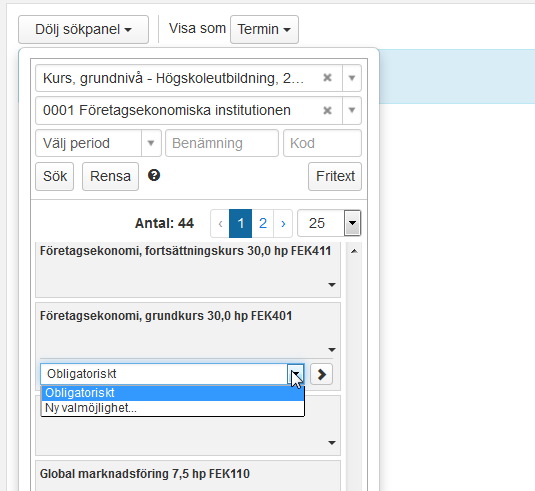 Dölj sökpanel
Visa som
Termin
Kurs, grundnivå - Högskoleutbildning, 2...
0001 Företagsekonomiska institutionen
Välj period
Benämning
Kod
Sök
Rensa
?
Fritext
Antal: 44
‹ 1 2 ›
25
Företagsekonomi, fortsättningskurs 30,0 hp FEK411
Företagsekonomi, grundkurs 30,0 hp FEK401
Obligatoriskt
Obligatoriskt
Ny valmöjlighet...
Global marknadsföring 7,5 hp FEK110